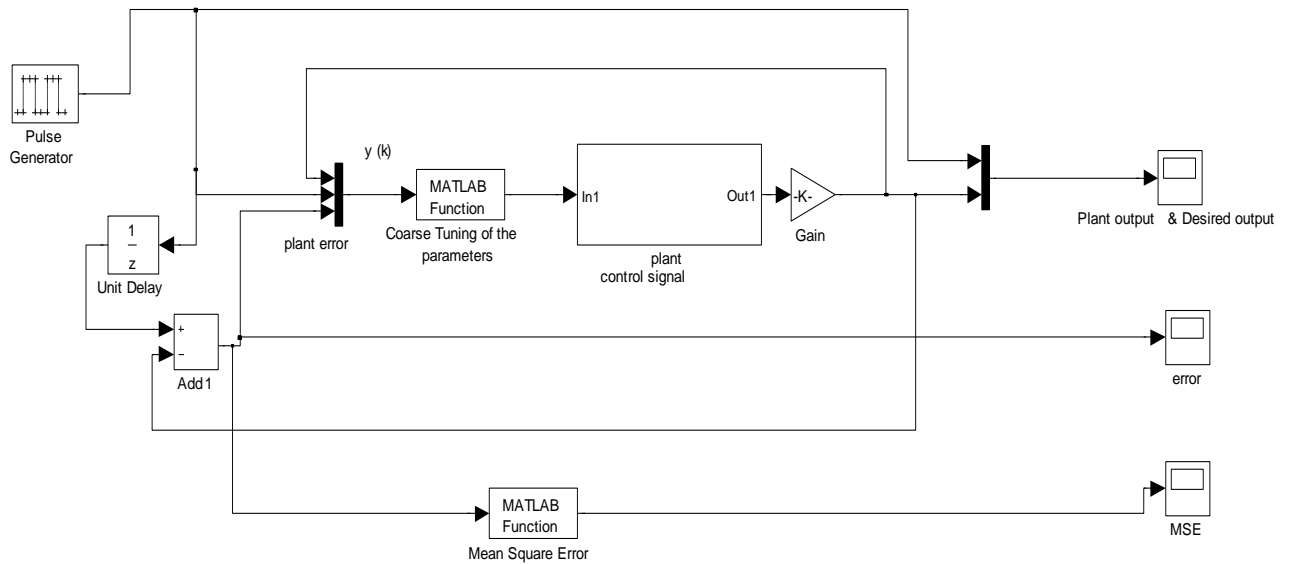 Pulse
Generator
y (k)
plant error
MATLAB
Function
Coarse Tuning of the
parameters
In1
Out1
plant
control signal
-K-
Gain
Plant output & Desired output
1
z
Unit Delay
+
−
Add1
error
MATLAB
Function
Mean Square Error
MSE